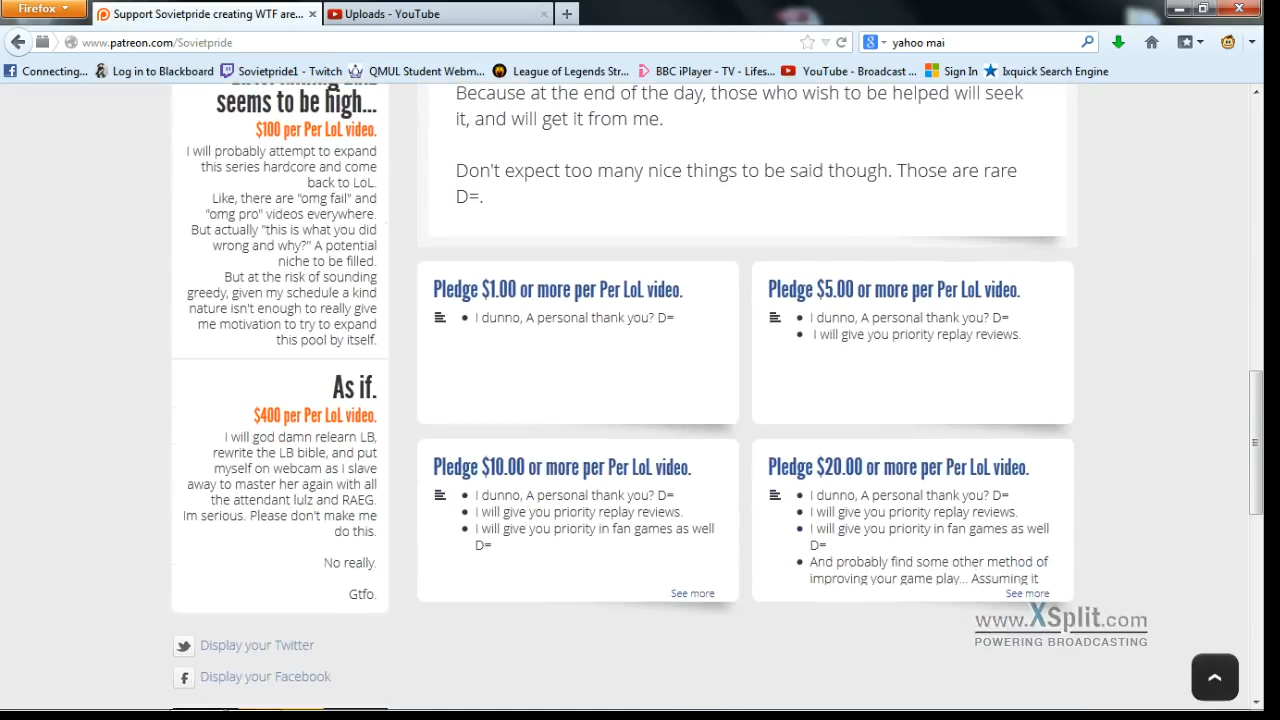 Firefox
Support Sovietpride creating WTF are...
Uploads - YouTube
www.patreon.com/Sovietpride
yahoo mai
Connecting...
Log in to Blackboard
Sovietpride1 - Twitch
QMUL Student Webm...
League of Legends Str...
BBC iPlayer - TV - Lifes...
YouTube - Broadcast ...
Sign In
Ixquick Search Engine
seems to be high...
$100 per Per LoL video.
I will probably attempt to expand
this series hardcore and come
back to LoL.
Like, there are "omg fail" and
"omg pro" videos everywhere.
But actually "this is what you did
wrong and why?" A potential
niche to be filled.
But at the risk of sounding
greedy, given my schedule a kind
nature isn't enough to really give
me motivation to try to expand
this pool by itself.
As if.
$400 per Per LoL video.
I will god damn relearn LB,
rewrite the LB bible, and put
myself on webcam as I slave
away to master her again with all
the attendant lulz and RAEG.
Im serious. Please don't make me
do this.
No really.
Gtfo.
Display your Twitter
Display your Facebook
Because at the end of the day, those who wish to be helped will seek
it, and will get it from me.
Don't expect too many nice things to be said though. Those are rare
D=.
Pledge $1.00 or more per Per LoL video.
I dunno, A personal thank you? D=
Pledge $5.00 or more per Per LoL video.
I dunno, A personal thank you? D=
I will give you priority replay reviews.
Pledge $10.00 or more per Per LoL video.
I dunno, A personal thank you? D=
I will give you priority replay reviews.
I will give you priority in fan games as well
D=
See more
Pledge $20.00 or more per Per LoL video.
I dunno, A personal thank you? D=
I will give you priority replay reviews.
I will give you priority in fan games as well
D=
And probably find some other method of
improving your game play... Assuming it
See more
www.XSplit.com
POWERING BROADCASTING